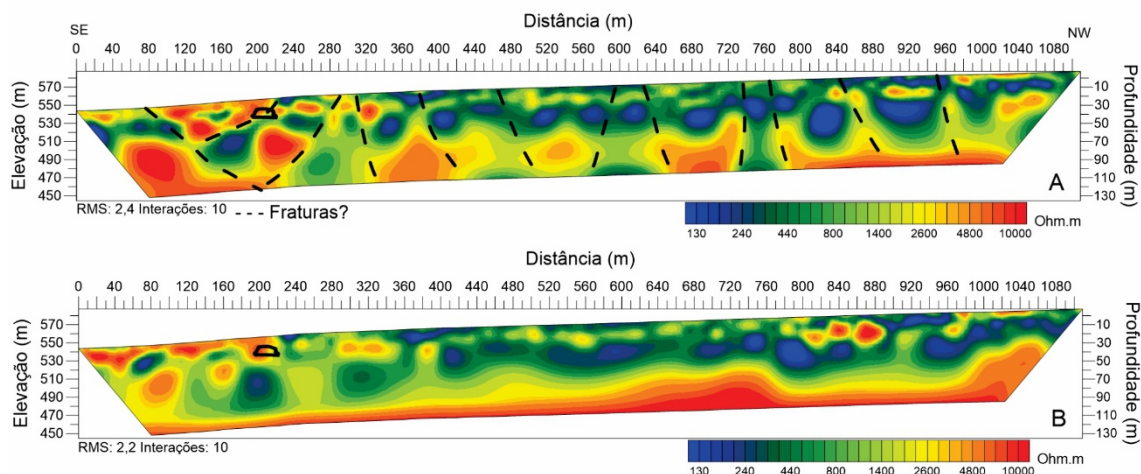 Distância (m)
SE NW
0 40 80 120 160 200 240 280 320 360 400 440 480 520 560 600 640 680 720 760 800 840 880 920 960 1000 1040 1080
Elevação (m)
570
550
530
510
490
470
450
10
30
50
70
90
110
130
Profundidade (m)
A
RMS: 2,4 Interações: 10
--- Fraturas?
130 240 440 800 1400 2600 4800 10000
Ohm.m
Distância (m)
0 40 80 120 160 200 240 280 320 360 400 440 480 520 560 600 640 680 720 760 800 840 880 920 960 1000 1040 1080
Elevação (m)
570
550
530
510
490
470
450
10
30
50
70
90
110
130
Profundidade (m)
B
RMS: 2,2 Interações: 10
130 240 440 800 1400 2600 4800 10000
Ohm.m